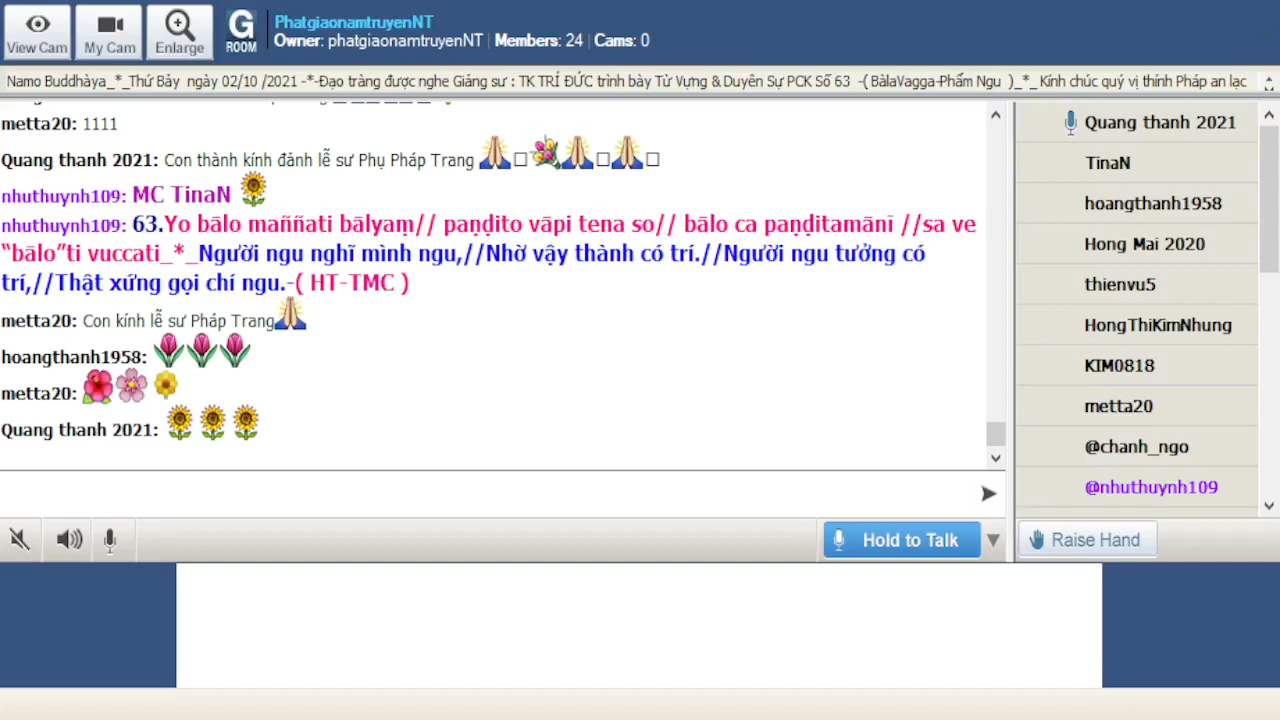 View Cam
My Cam
Enlarge
G ROOM
PhatgiaonamtruyenNT
Owner: phatgiaonamtruyenNT | Members: 24 | Cams: 0
Namo Buddhàya_*_Thứ Bảy ngày 02/10 /2021 -*-Đạo tràng được nghe Giảng sư : TK TRÍ ĐỨC trình bày Từ Vựng & Duyên Sự PCK Số 63 -( BàlaVagga-Phẩm Ngu )_*_ Kính chúc quý vị thính Pháp an lạc
metta20: 1111
Quang thanh 2021: Con thành kính đảnh lễ sư Phụ Pháp Trang
nhuthuynh109: MC TinaN
nhuthuynh109: 63.Yo bālo maññati bālyaṃ// paṇḍito vāpi tena so// bālo ca paṇḍitamānī //sa ve
“bālo”ti vuccati_*_Người ngu nghĩ mình ngu,//Nhờ vậy thành có trí.//Người ngu tưởng có
trí,//Thật xứng gọi chí ngu.-( HT-TMC )
metta20: Con kính lễ sư Pháp Trang
hoangthanh1958:
metta20:
Quang thanh 2021:
Quang thanh 2021
TinaN
hoangthanh1958
Hong Mai 2020
thienvu5
HongThiKimNhung
KIM0818
metta20
@chanh_ngo
@nhuthuynh109
Hold to Talk
Raise Hand